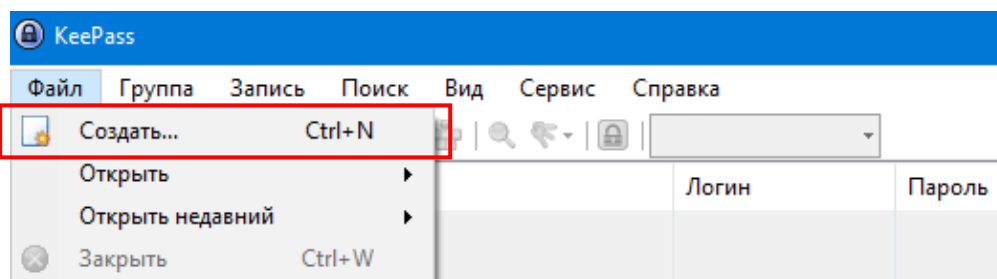 KeePass
Файл Группа Запись Поиск Вид Сервис Справка
Создать... Ctrl+N
Открыть
Логин Пароль
Открыть недавний
Закрыть Ctrl+W